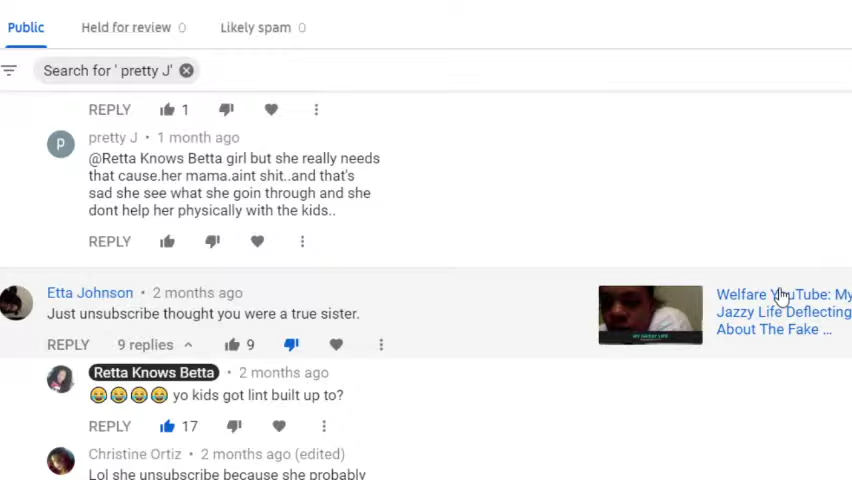 Public Held for review 0 Likely spam 0
Search for ' pretty J'
REPLY 1
pretty J • 1 month ago
@Retta Knows Betta girl but she really needs
that cause.her mama.aint shit..and that's
sad she see what she goin through and she
dont help her physically with the kids..
REPLY
Etta Johnson • 2 months ago
Just unsubscribe thought you were a true sister.
REPLY 9 replies 9
Welfare YouTube: My
Jazzy Life Deflecting
About The Fake ...
Retta Knows Betta • 2 months ago
😂😂😂😂 yo kids got lint built up to?
REPLY 17
Christine Ortiz • 2 months ago (edited)
Lol she unsubscribe because she probably